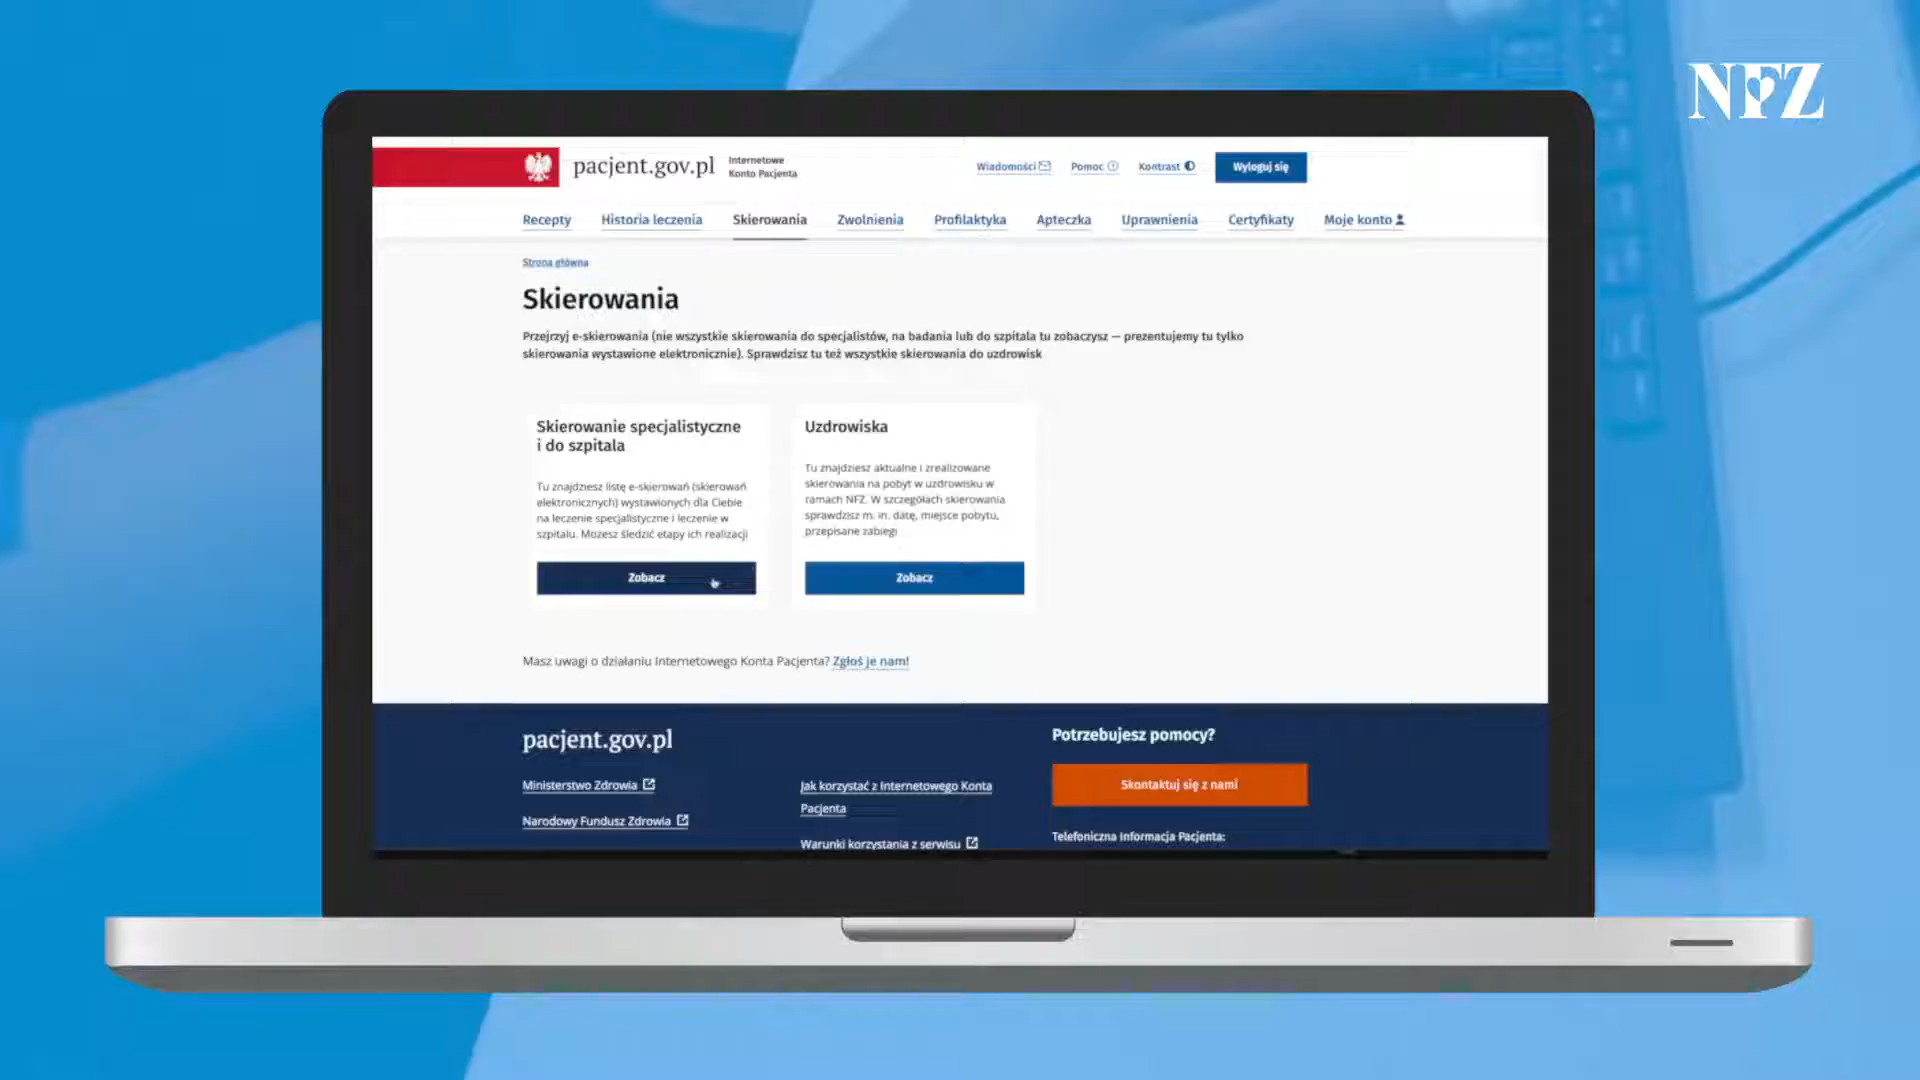 NFZ
pacjent.gov.pl
Internetowe
Konto Pacjenta
Wiadomości
Pomoc
Kontrast
Wyloguj się
Recepty
Historia leczenia
Skierowania
Zwolnienia
Profilaktyka
Apteczka
Uprawnienia
Certyfikaty
Moje konto
Strona główna
Skierowania
Przejrzyj e-skierowania (nie wszystkie skierowania do specjalistów, na badania lub do szpitala tu zobaczysz — prezentujemy tu tylko
skierowania wystawione elektronicznie). Sprawdzisz tu też wszystkie skierowania do uzdrowisk
Skierowanie specjalistyczne
i do szpitala
Tu znajdziesz listę e-skierowań (skierowań
elektronicznych) wystawionych dla Ciebie
na leczenie specjalistyczne i leczenie w
szpitalu. Możesz śledzić etapy ich realizacji
Zobacz
Uzdrowiska
Tu znajdziesz aktualne i zrealizowane
skierowania na pobyt w uzdrowisku w
ramach NFZ. W szczegółach skierowania
sprawdzisz m. in. datę, miejsce pobytu,
przepisane zabiegi
Zobacz
Masz uwagi o działaniu Internetowego Konta Pacjenta? Zgłoś je nam!
pacjent.gov.pl
Ministerstwo Zdrowia
Narodowy Fundusz Zdrowia
Jak korzystać z Internetowego Konta
Pacjenta
Warunki korzystania z serwisu
Potrzebujesz pomocy?
Skontaktuj się z nami
Telefoniczna Informacja Pacjenta: